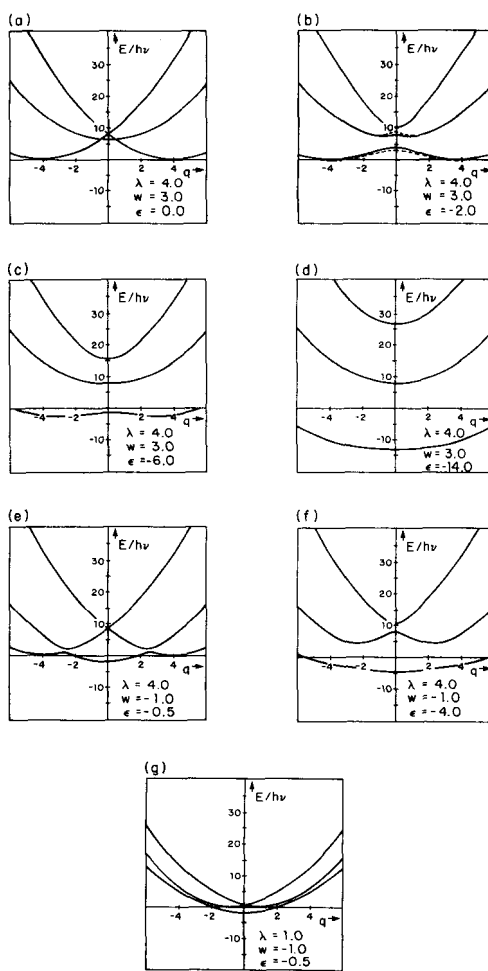 (a)
E/hν
30
20
10
-4
-2
2
4
q→
-10
λ = 4.0
w = 3.0
ε = 0.0
(b)
E/hν
30
20
10
-4
-2
2
4
q→
-10
λ = 4.0
w = 3.0
ε = -2.0
(c)
E/hν
30
20
10
-4
-2
2
4
q→
-10
λ = 4.0
w = 3.0
ε = -6.0
(d)
E/hν
30
20
10
-4
-2
2
4
q→
-10
λ = 4.0
w = 3.0
ε = -14.0
(e)
E/hν
30
20
10
-4
-2
2
4
q→
-10
λ = 4.0
w = -1.0
ε = -0.5
(f)
E/hν
30
20
10
-4
-2
2
4
q→
-10
λ = 4.0
w = -1.0
ε = -4.0
(g)
E/hν
30
20
10
-4
-2
2
4
q→
-10
λ = 1.0
w = -1.0
ε = -0.5